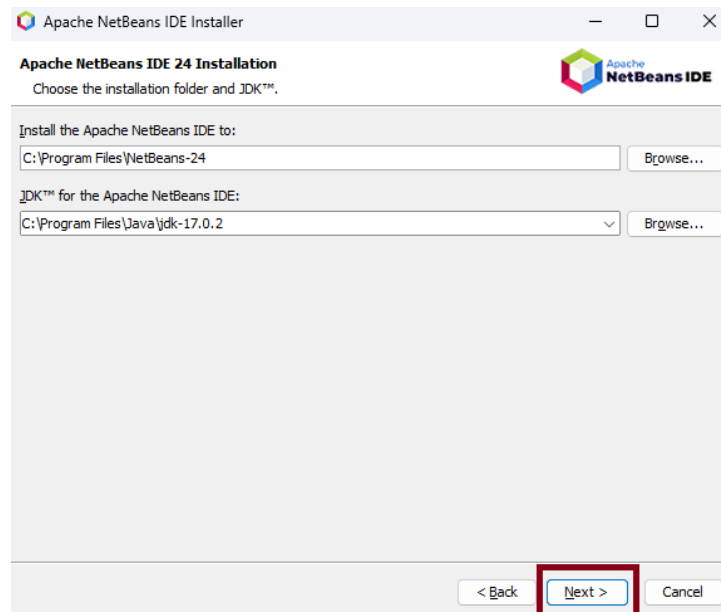 Apache NetBeans IDE Installer
Apache NetBeans IDE 24 Installation
Choose the installation folder and JDK™.
Apache
NetBeans IDE
Install the Apache NetBeans IDE to:
C:\Program Files\NetBeans-24
Browse...
JDK™ for the Apache NetBeans IDE:
C:\Program Files\Java\jdk-17.0.2
Browse...
< Back
Next >
Cancel